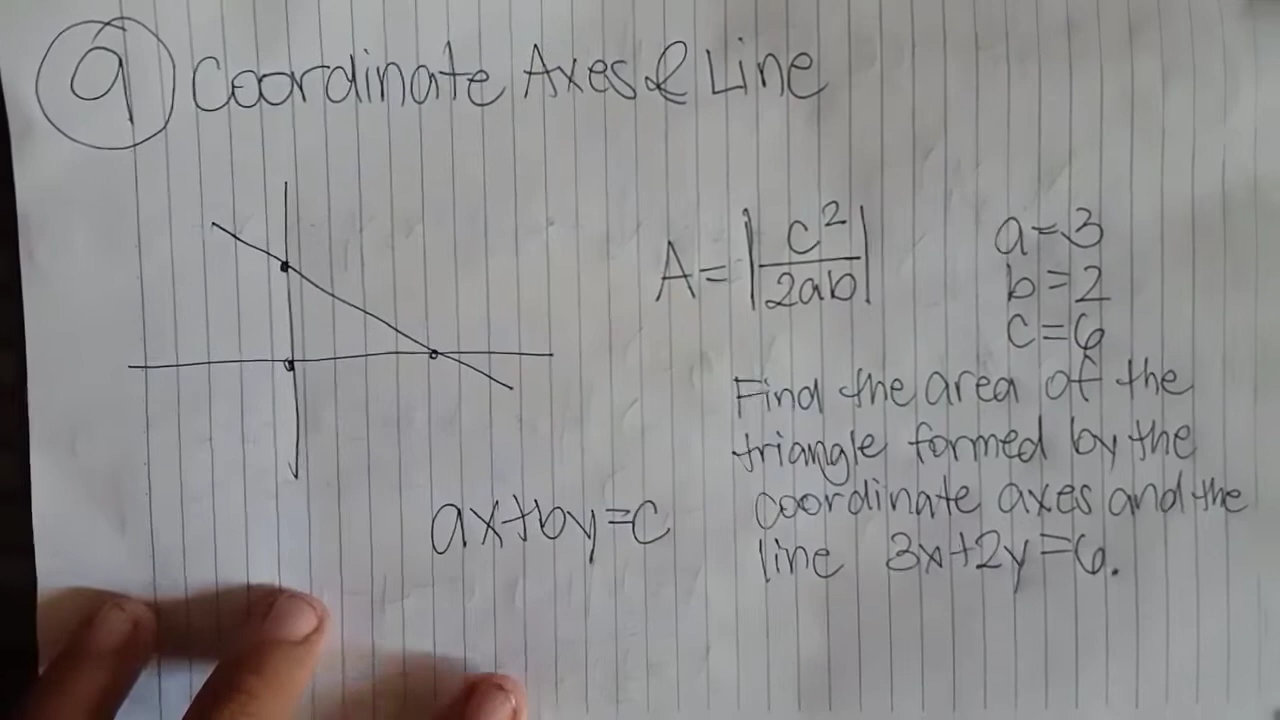 9 Coordinate Axes & Line
A = |c²/2ab|
a=3
b=2
c=6
Find the area of the
triangle formed by the
coordinate axes and the
line 3x+2y=6.
ax+by=c